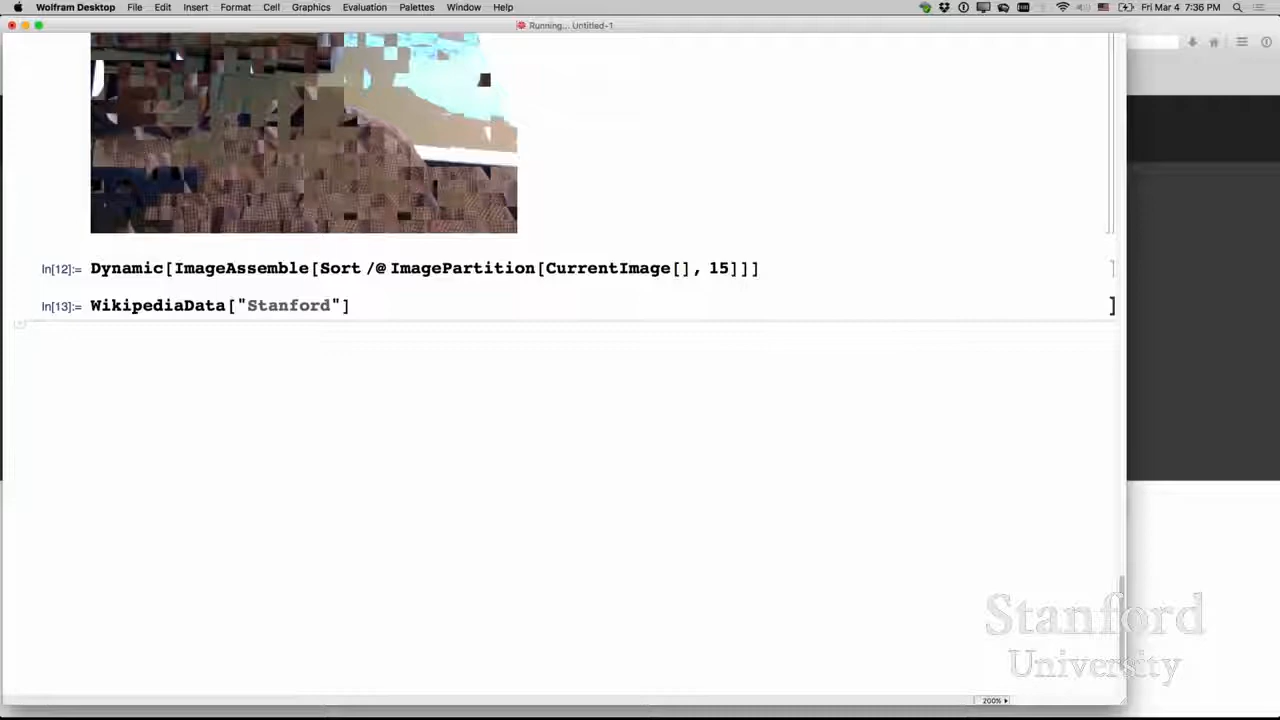 Wolfram Desktop File Edit Insert Format Cell Graphics Evaluation Palettes Window Help Fri Mar 4 7:36 PM
Running... Untitled-1
In[12]:= Dynamic[ImageAssemble[Sort /@ ImagePartition[CurrentImage[], 15]]]
In[13]:= WikipediaData["Stanford"]
Stanford
University
200%